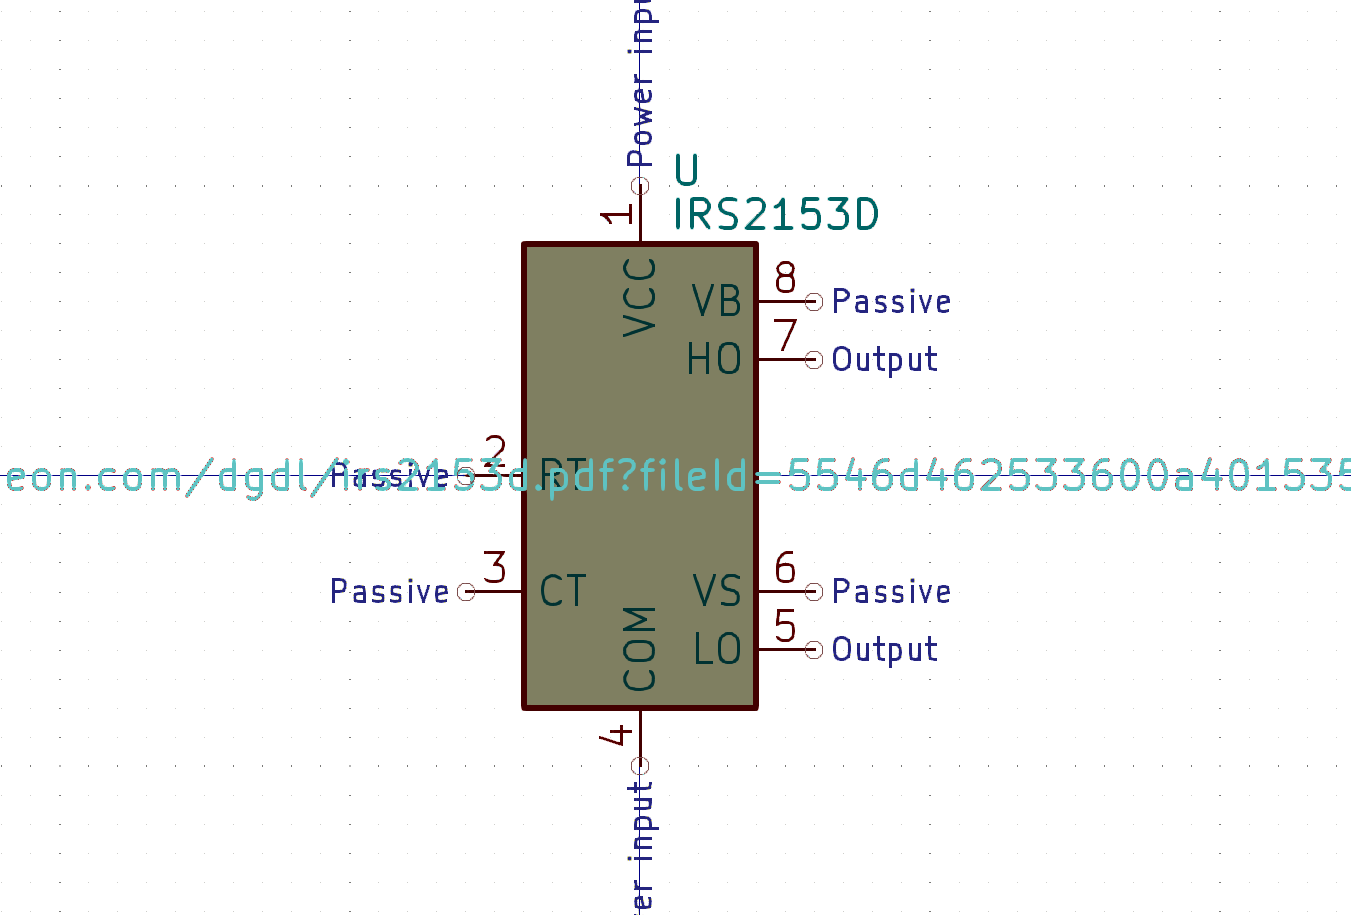 Power inpu
U
IRS2153D
1
VCC
8
VB
Passive
7
HO
Output
2
Passive
RT
eon.com/dgdl/irs2153d.pdf?fileId=5546d462533600a401535
3
Passive
CT
6
VS
Passive
5
LO
Output
COM
4
er input